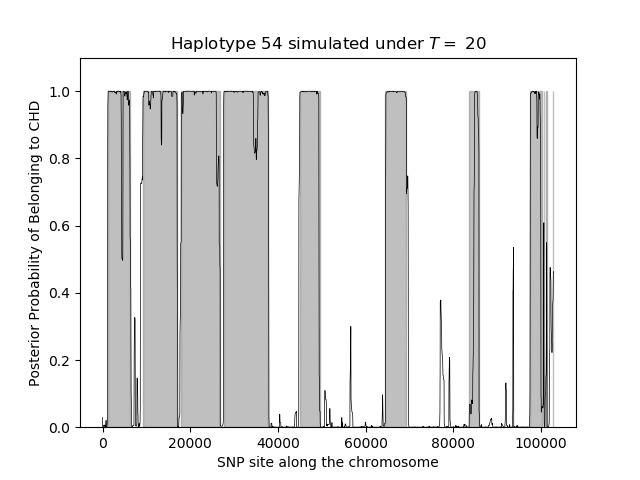 Haplotype 54 simulated under T = 20
Posterior Probability of Belonging to CHD
1.0
0.8
0.6
0.4
0.2
0.0
0 20000 40000 60000 80000 100000
SNP site along the chromosome